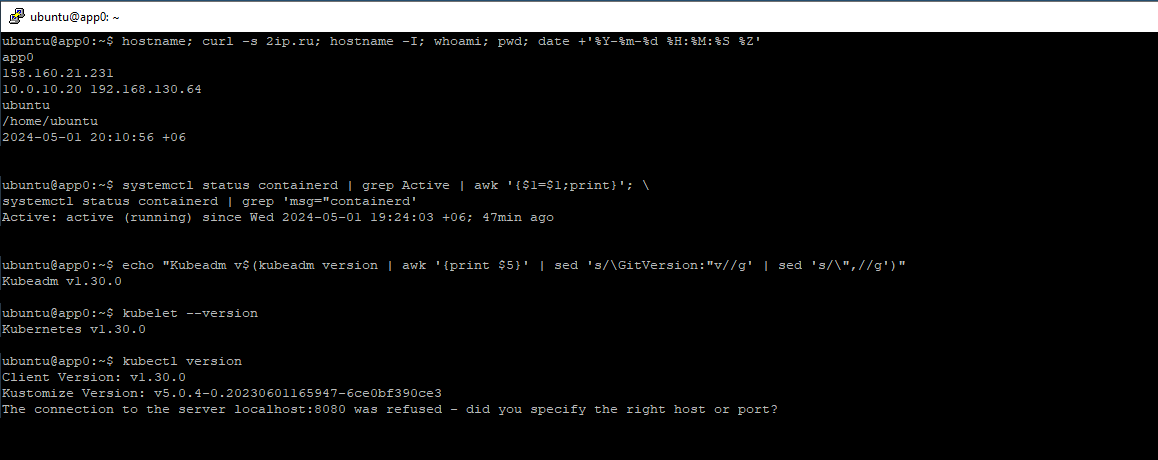 ubuntu@app0: ~
ubuntu@app0:~$ hostname; curl -s 2ip.ru; hostname -I; whoami; pwd; date +'%Y-%m-%d %H:%M:%S %Z'
app0
158.160.21.231
10.0.10.20 192.168.130.64
ubuntu
/home/ubuntu
2024-05-01 20:10:56 +06
ubuntu@app0:~$ systemctl status containerd | grep Active | awk '{$1=$1;print}'; \
systemctl status containerd | grep 'msg="containerd'
Active: active (running) since Wed 2024-05-01 19:24:03 +06; 47min ago
ubuntu@app0:~$ echo "Kubeadm v$(kubeadm version | awk '{print $5}' | sed 's/\GitVersion:"v//g' | sed 's/\",//g')"
Kubeadm v1.30.0
ubuntu@app0:~$ kubelet --version
Kubernetes v1.30.0
ubuntu@app0:~$ kubectl version
Client Version: v1.30.0
Kustomize Version: v5.0.4-0.20230601165947-6ce0bf390ce3
The connection to the server localhost:8080 was refused - did you specify the right host or port?